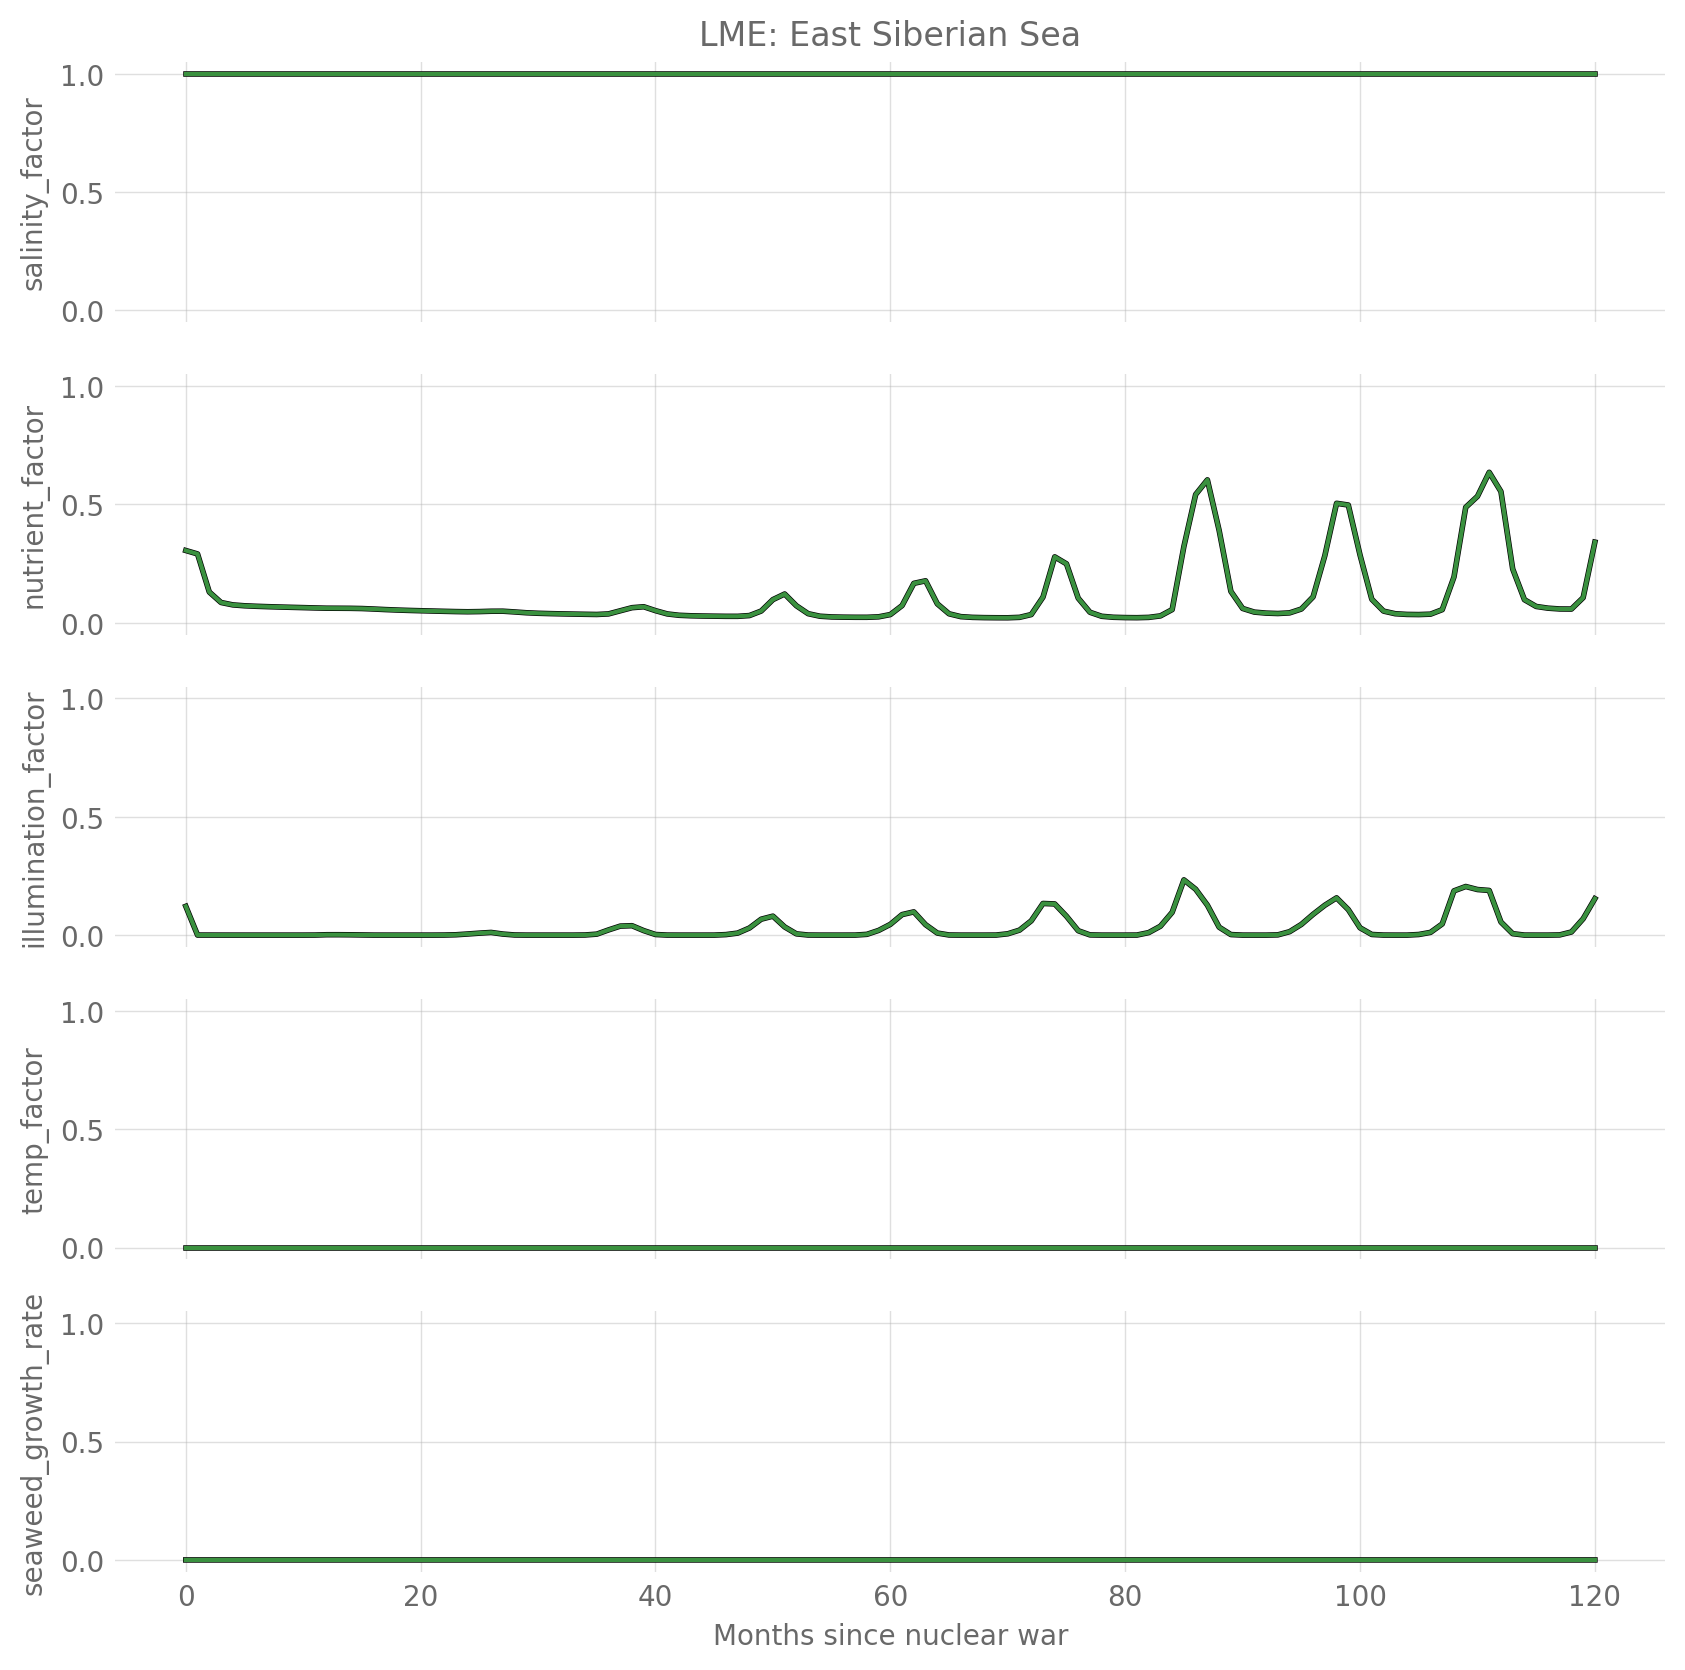 LME: East Siberian Sea
salinity_factor
1.0
0.5
0.0
nutrient_factor
1.0
0.5
0.0
illumination_factor
1.0
0.5
0.0
temp_factor
1.0
0.5
0.0
seaweed_growth_rate
1.0
0.5
0.0
0 20 40 60 80 100 120
Months since nuclear war